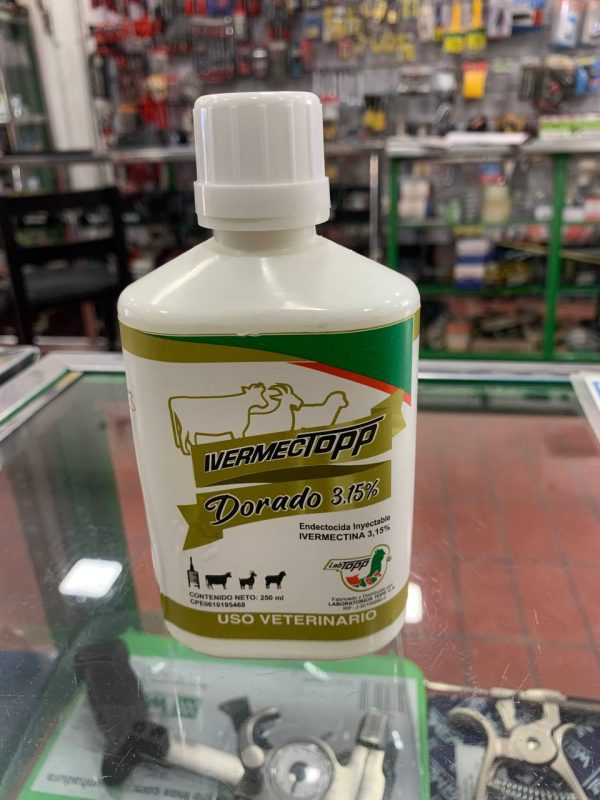 IVERMECTOPP
Dorado 3,15%
Endectocida Inyectable
IVERMECTINA 3,15%
LabTOPP
CONTENIDO NETO: 250 ml
CPE0610195468
Fabricado y Distribuido por
LABORATORIOS TOPP
USO VETERINARIO